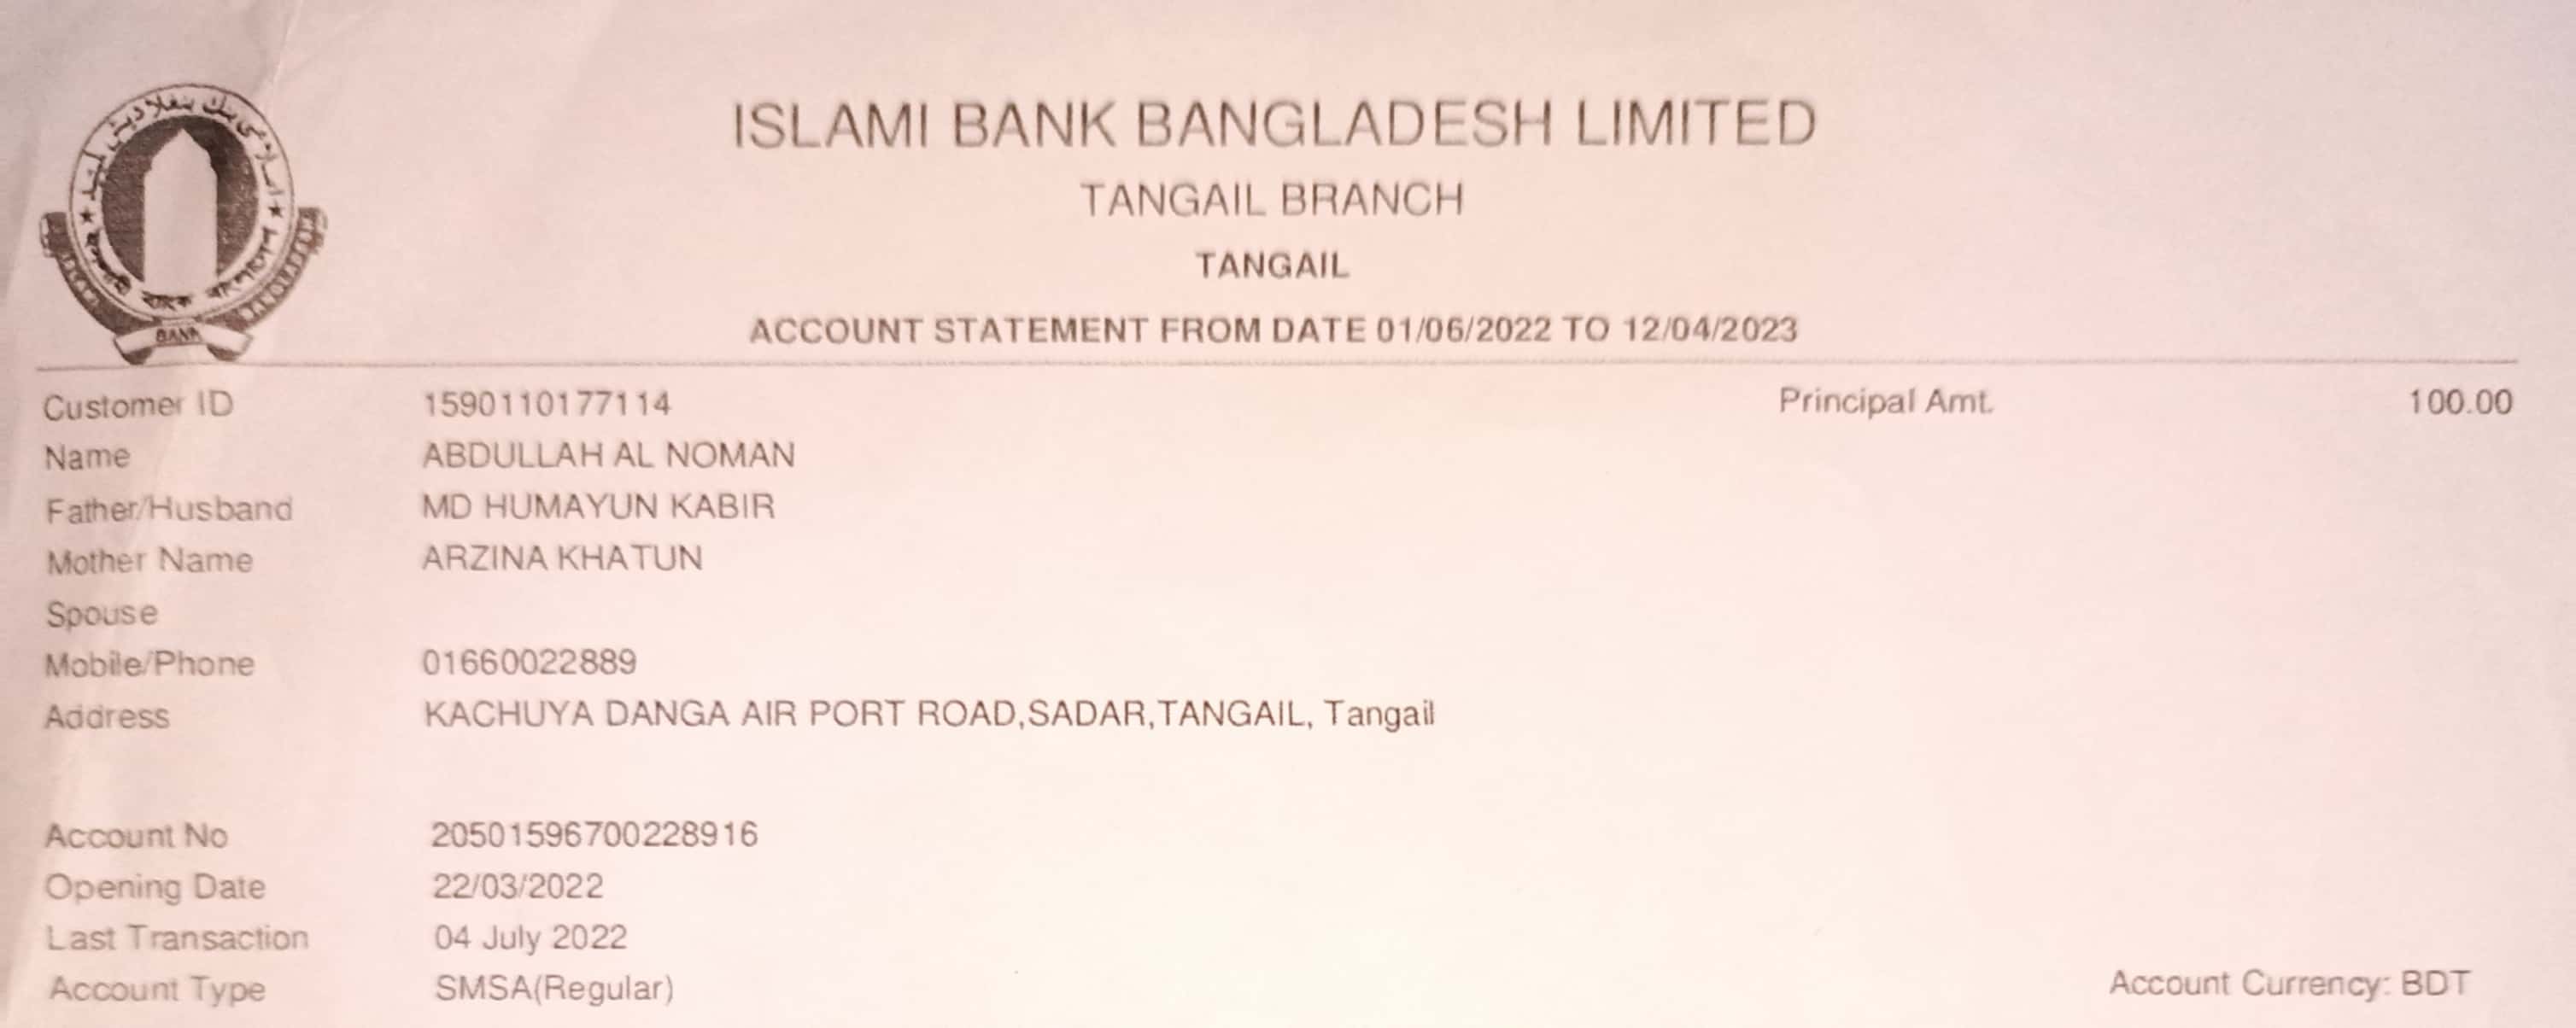 ISLAMI BANK BANGLADESH LIMITED
TANGAIL BRANCH
TANGAIL
ACCOUNT STATEMENT FROM DATE 01/06/2022 TO 12/04/2023
BANK
Customer ID 1590110177114 Principal Amt. 100.00
Name ABDULLAH AL NOMAN
Father/Husband MD HUMAYUN KABIR
Mother Name ARZINA KHATUN
Spouse
Mobile/Phone 01660022889
Address KACHUYA DANGA AIR PORT ROAD,SADAR,TANGAIL, Tangail
Account No 20501596700228916
Opening Date 22/03/2022
Last Transaction 04 July 2022
Account Type SMSA(Regular) Account Currency: BDT